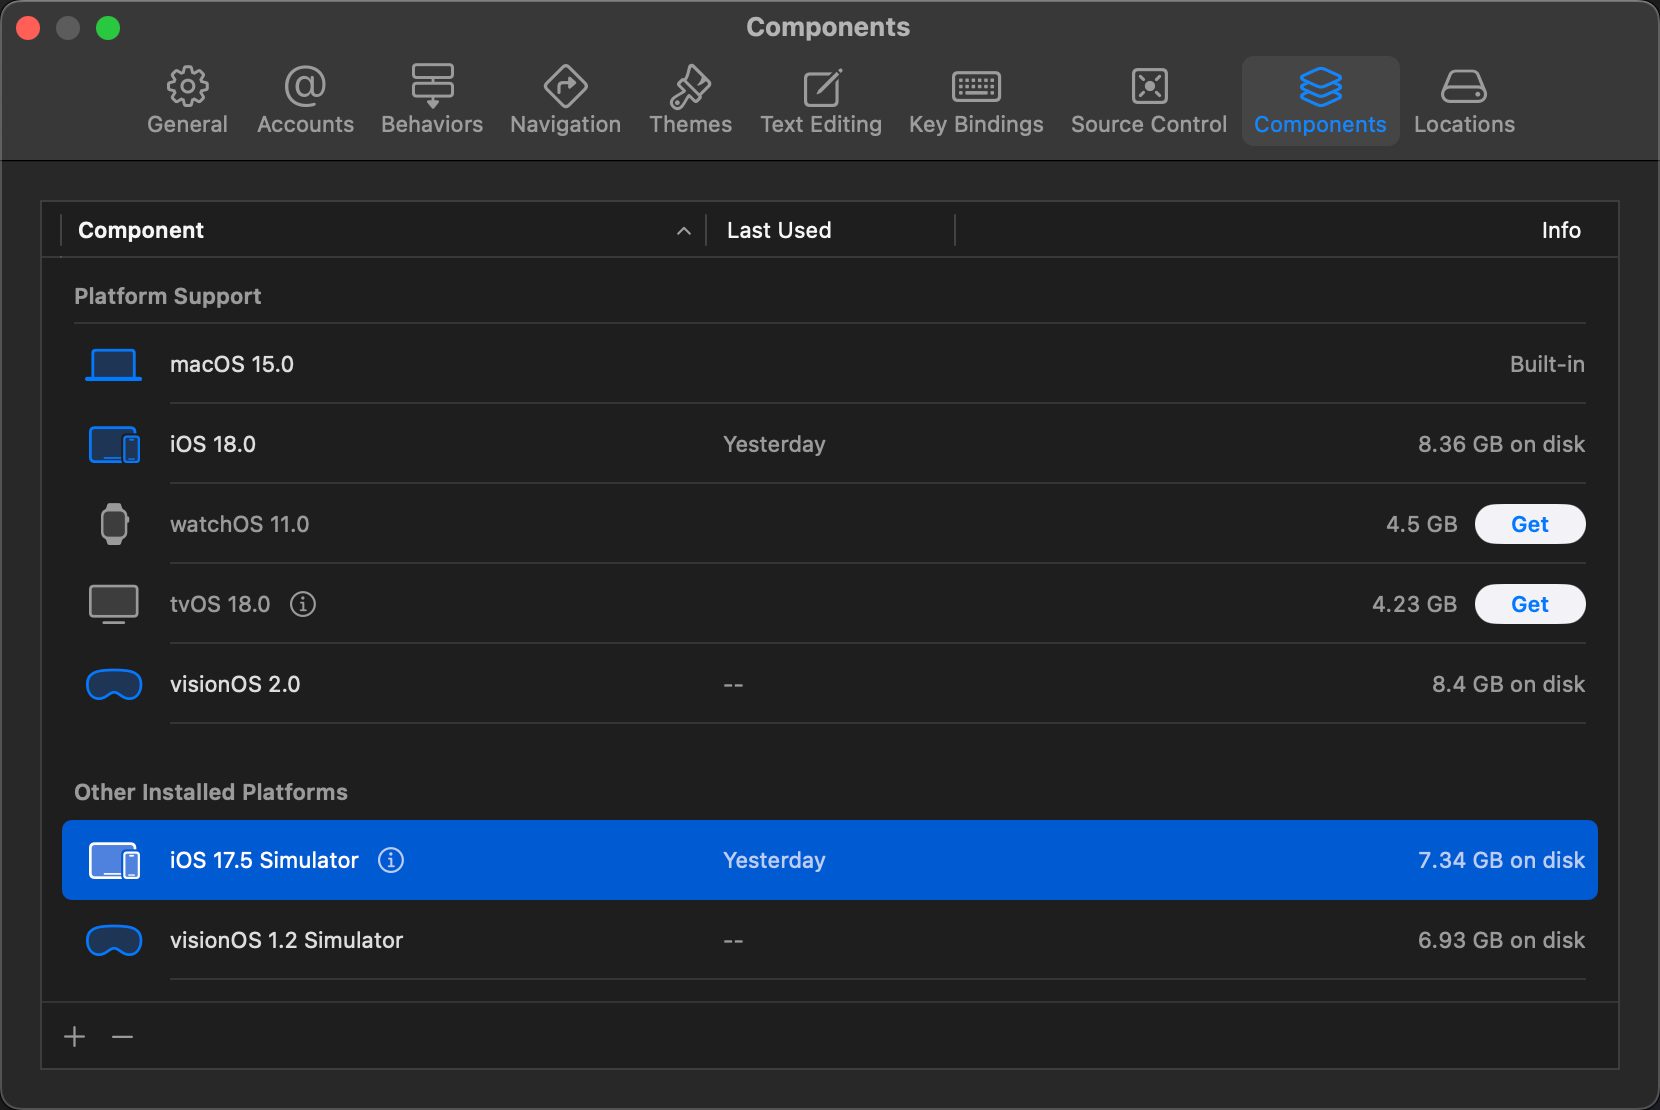 Components
General Accounts Behaviors Navigation Themes Text Editing Key Bindings Source Control Components Locations
Component Last Used Info
Platform Support
macOS 15.0 Built-in
iOS 18.0 Yesterday 8.36 GB on disk
watchOS 11.0 4.5 GB Get
tvOS 18.0 4.23 GB Get
visionOS 2.0 -- 8.4 GB on disk
Other Installed Platforms
iOS 17.5 Simulator Yesterday 7.34 GB on disk
visionOS 1.2 Simulator -- 6.93 GB on disk